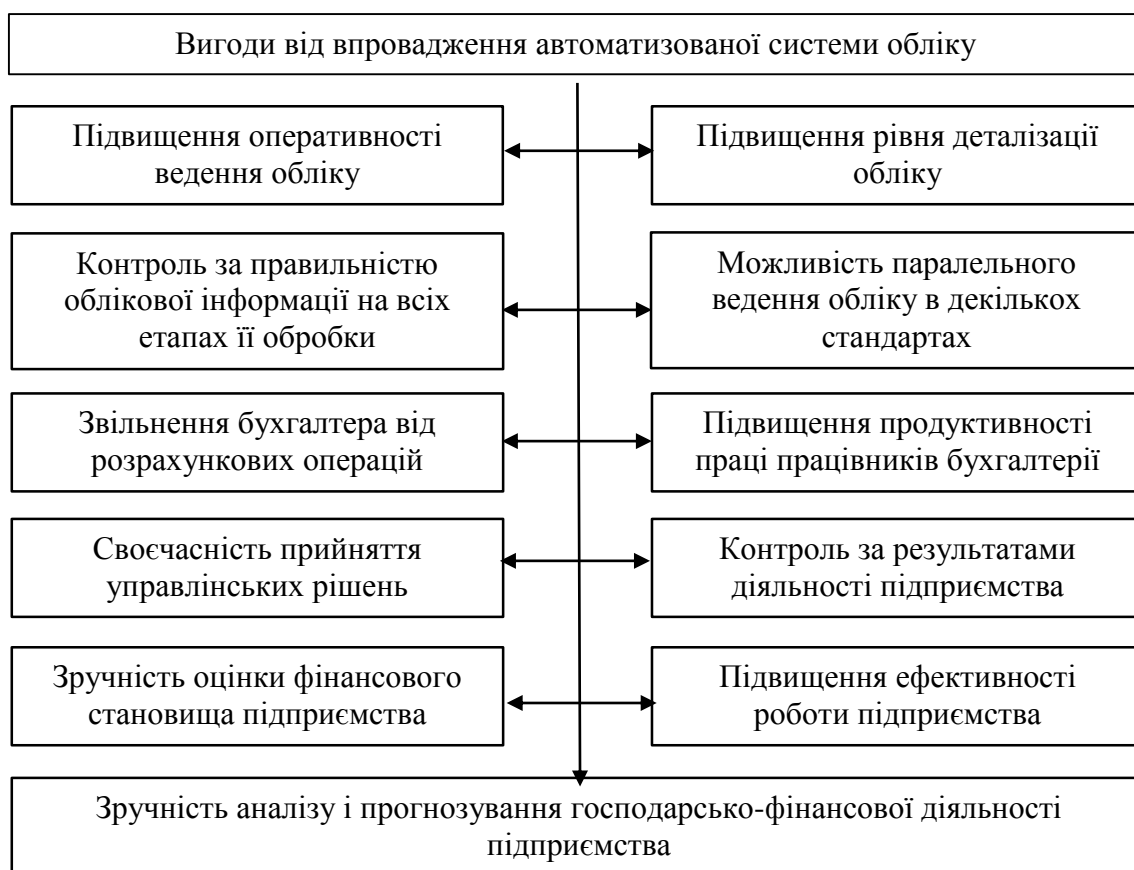 Вигоди від впровадження автоматизованої системи обліку
Підвищення оперативності
ведення обліку
Підвищення рівня деталізації
обліку
Контроль за правильністю
облікової інформації на всіх
етапах її обробки
Можливість паралельного
ведення обліку в декількох
стандартах
Звільнення бухгалтера від
розрахункових операцій
Підвищення продуктивності
праці працівників бухгалтерії
Своєчасність прийняття
управлінських рішень
Контроль за результатами
діяльності підприємства
Зручність оцінки фінансового
становища підприємства
Підвищення ефективності
роботи підприємства
Зручність аналізу і прогнозування господарсько-фінансової діяльності
підприємства